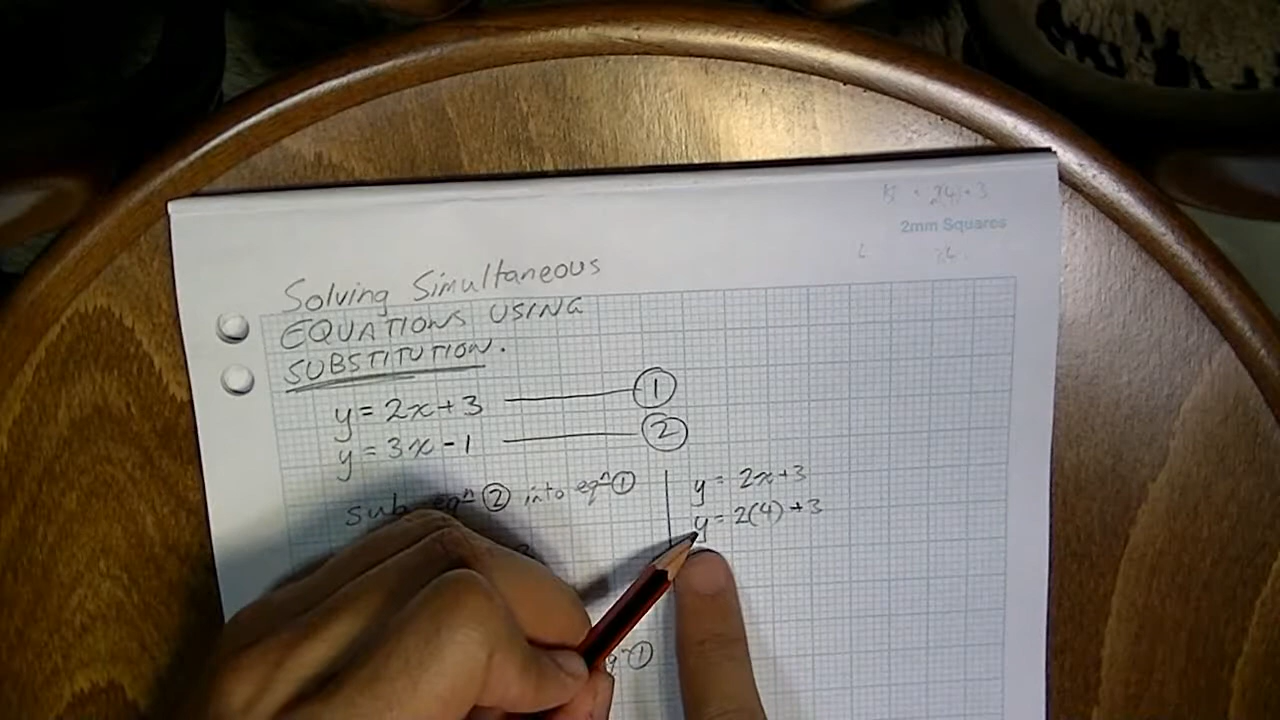 2mm Squares
Solving Simultaneous
EQUATIONS USING
SUBSTITUTION.
y = 2x + 3 ——— ①
y = 3x - 1 ——— ②
sub eqⁿ ② into eqⁿ ①
y = 2x + 3
y = 2(4) + 3
①